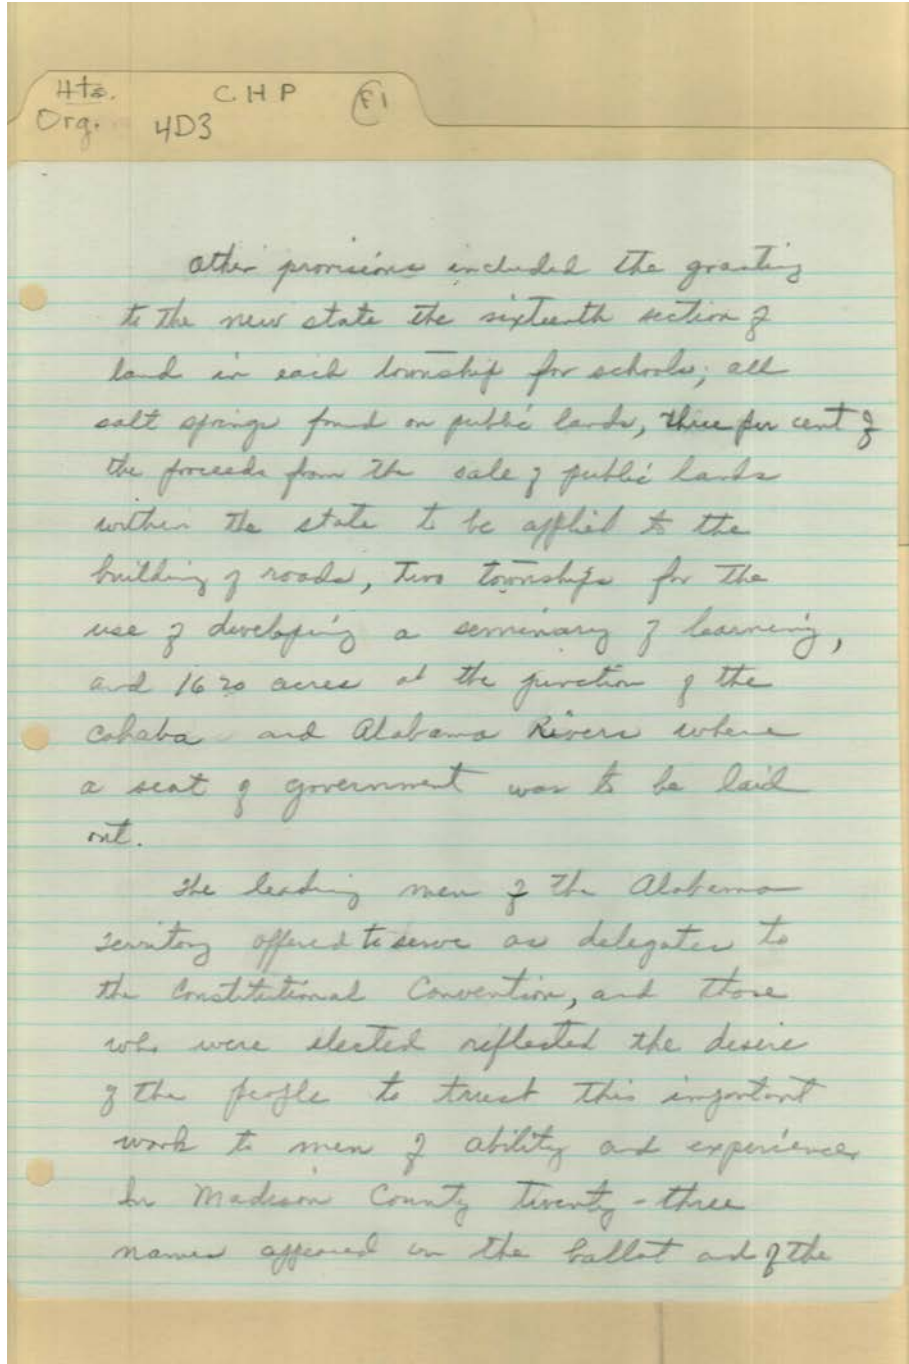 Hts. CHP F1
Org. 4D3
Other provisions included the granting
to the new state the sixteenth section of
land in each township for schools; all
salt springs found on public lands, three per cent of
the proceeds from the sale of public lands
within the state to be applied to the
building of roads, two townships for the
use of developing a seminary of learning,
and 1620 acres at the junction of the
Cahaba and Alabama Rivers where
a seat of government was to be laid
out.
The leading men of the Alabama
Territory offered to serve as delegates to
the Constitutional Convention, and those
who were elected reflected the desire
of the people to trust this important
work to men of ability and experience.
In Madison County twenty-three
names appeared on the ballot and of the